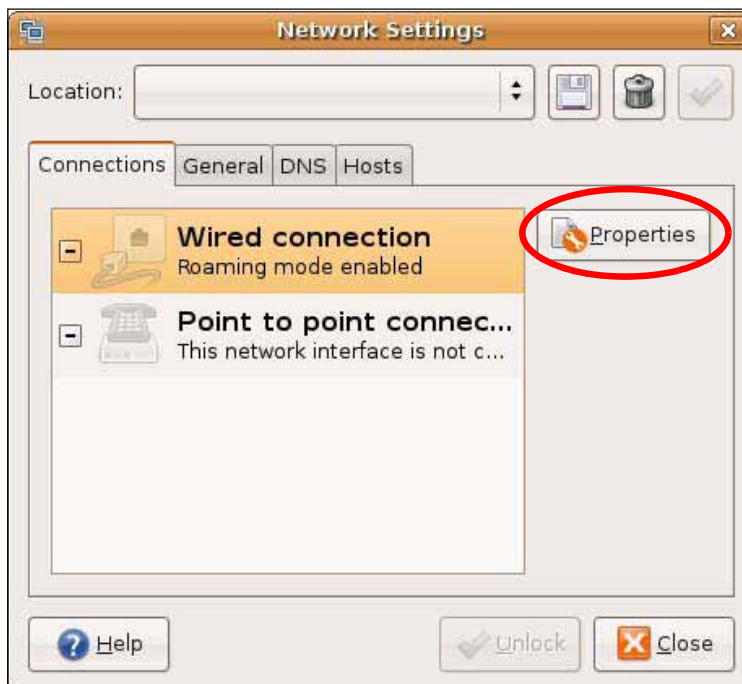 Network Settings
Location:
Connections General DNS Hosts
Wired connection
Roaming mode enabled
Properties
Point to point connec...
This network interface is not c...
Help Unlock Close